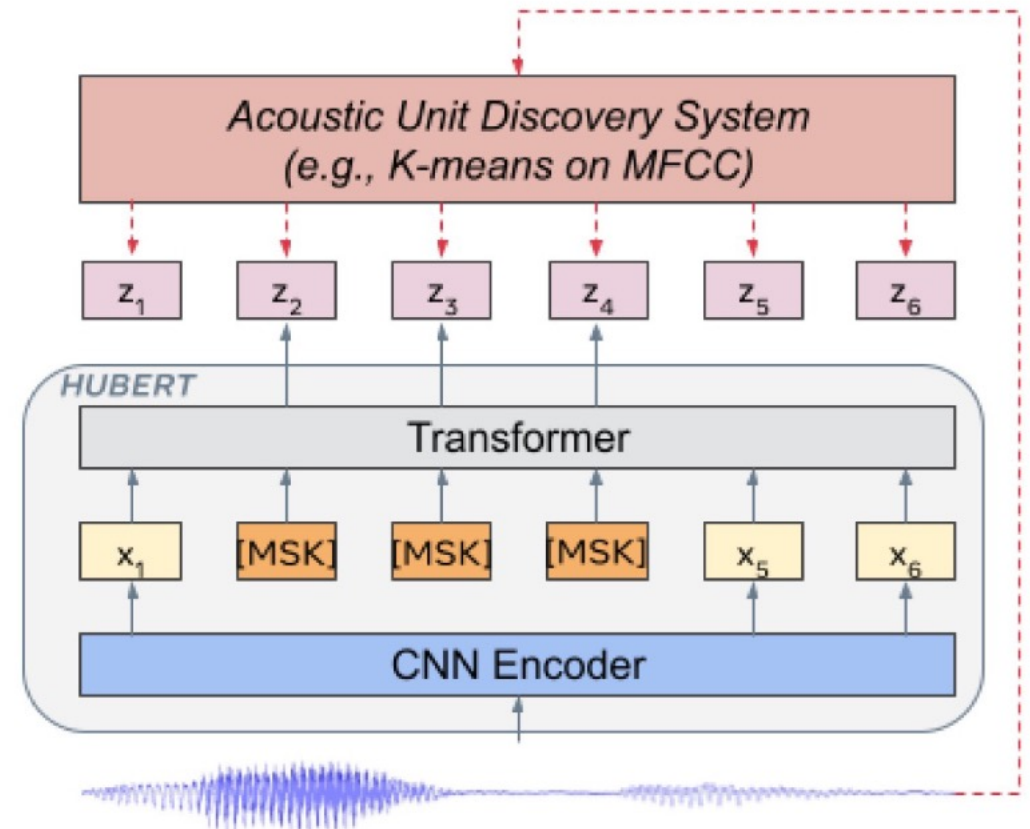 Acoustic Unit Discovery System
(e.g., K-means on MFCC)
z1 z2 z3 z4 z5 z6
HUBERT
Transformer
x1 [MSK] [MSK] [MSK] x5 x6
CNN Encoder